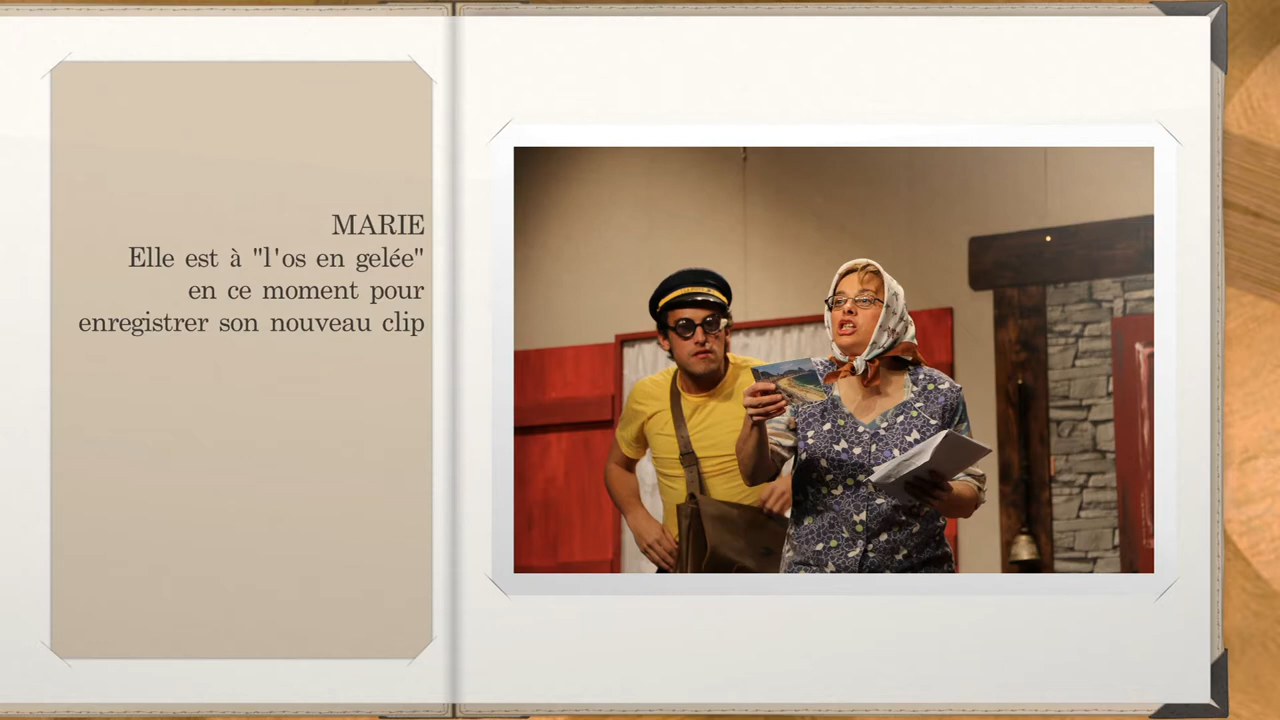 MARIE
Elle est à "l'os en gelée"
en ce moment pour
enregistrer son nouveau clip